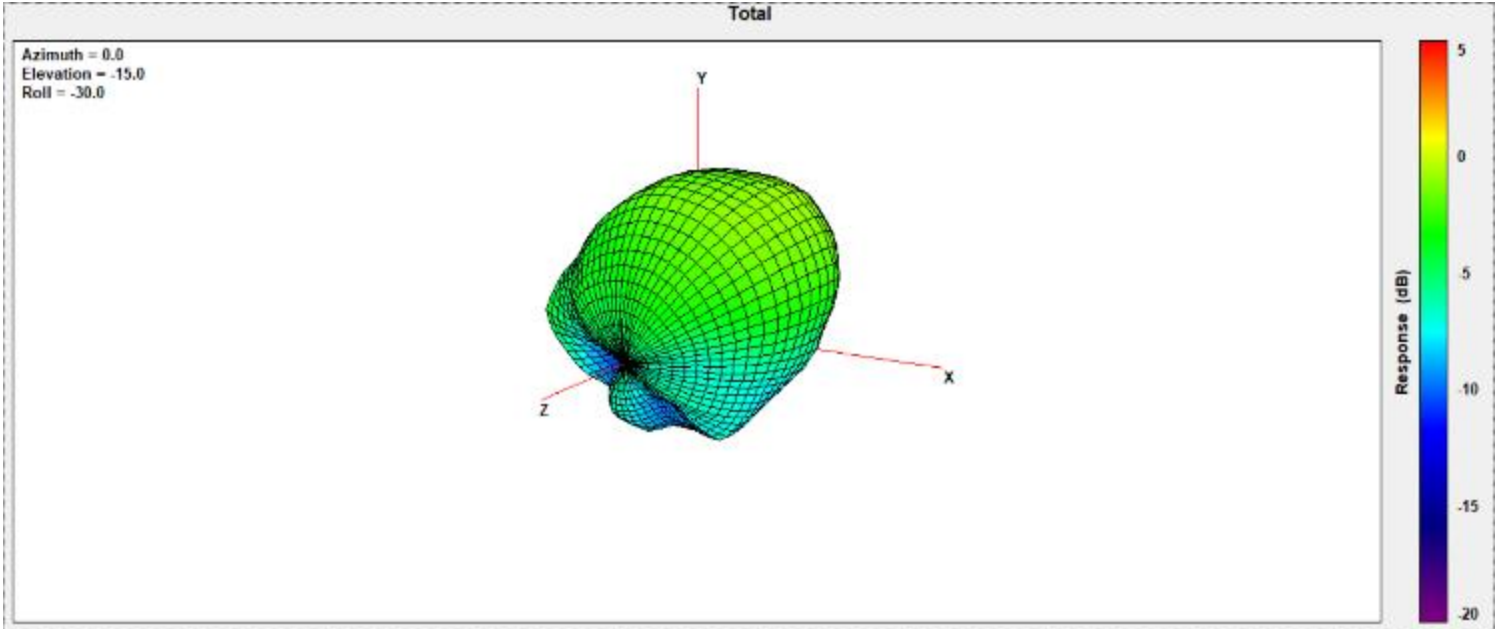 Total
Azimuth = 0.0
Elevation = -15.0
Roll = -30.0
Y
X
Z
5
0
-5
-10
-15
-20
Response (dB)